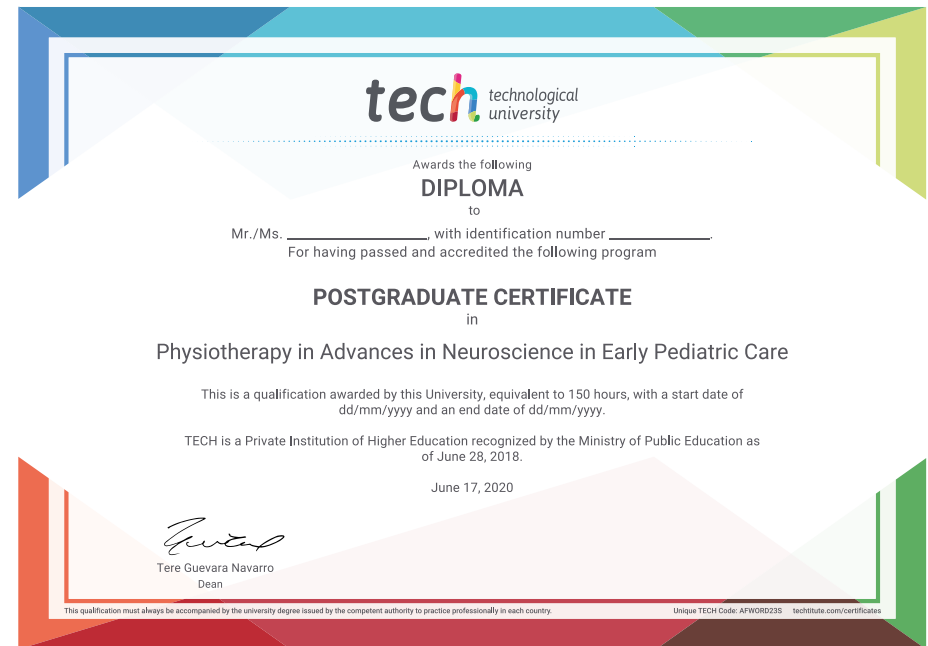 tech technological
university
Awards the following
DIPLOMA
to
Mr./Ms. ____________________, with identification number ______________.
For having passed and accredited the following program
POSTGRADUATE CERTIFICATE
in
Physiotherapy in Advances in Neuroscience in Early Pediatric Care
This is a qualification awarded by this University, equivalent to 150 hours, with a start date of
dd/mm/yyyy and an end date of dd/mm/yyyy.
TECH is a Private Institution of Higher Education recognized by the Ministry of Public Education as
of June 28, 2018.
June 17, 2020
Tere Guevara Navarro
Dean
This qualification must always be accompanied by the university degree issued by the competent authority to practice professionally in each country. Unique TECH Code: AFWORD23S techtitute.com/certificates